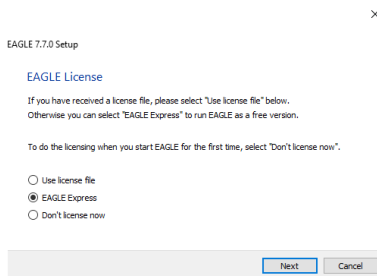 EAGLE 7.7.0 Setup
EAGLE License
If you have received a license file, please select "Use license file" below.
Otherwise you can select "EAGLE Express" to run EAGLE as a free version.
To do the licensing when you start EAGLE for the first time, select "Don't license now".
Use license file
EAGLE Express
Don't license now
Next Cancel